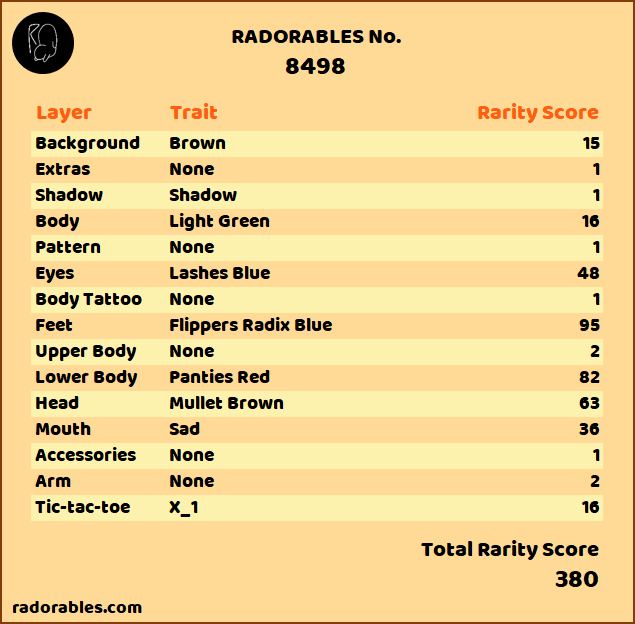 RADORABLES No.
8498
Layer Trait Rarity Score
Background Brown 15
Extras None 1
Shadow Shadow 1
Body Light Green 16
Pattern None 1
Eyes Lashes Blue 48
Body Tattoo None 1
Feet Flippers Radix Blue 95
Upper Body None 2
Lower Body Panties Red 82
Head Mullet Brown 63
Mouth Sad 36
Accessories None 1
Arm None 2
Tic-tac-toe X_1 16
Total Rarity Score
380
radorables.com